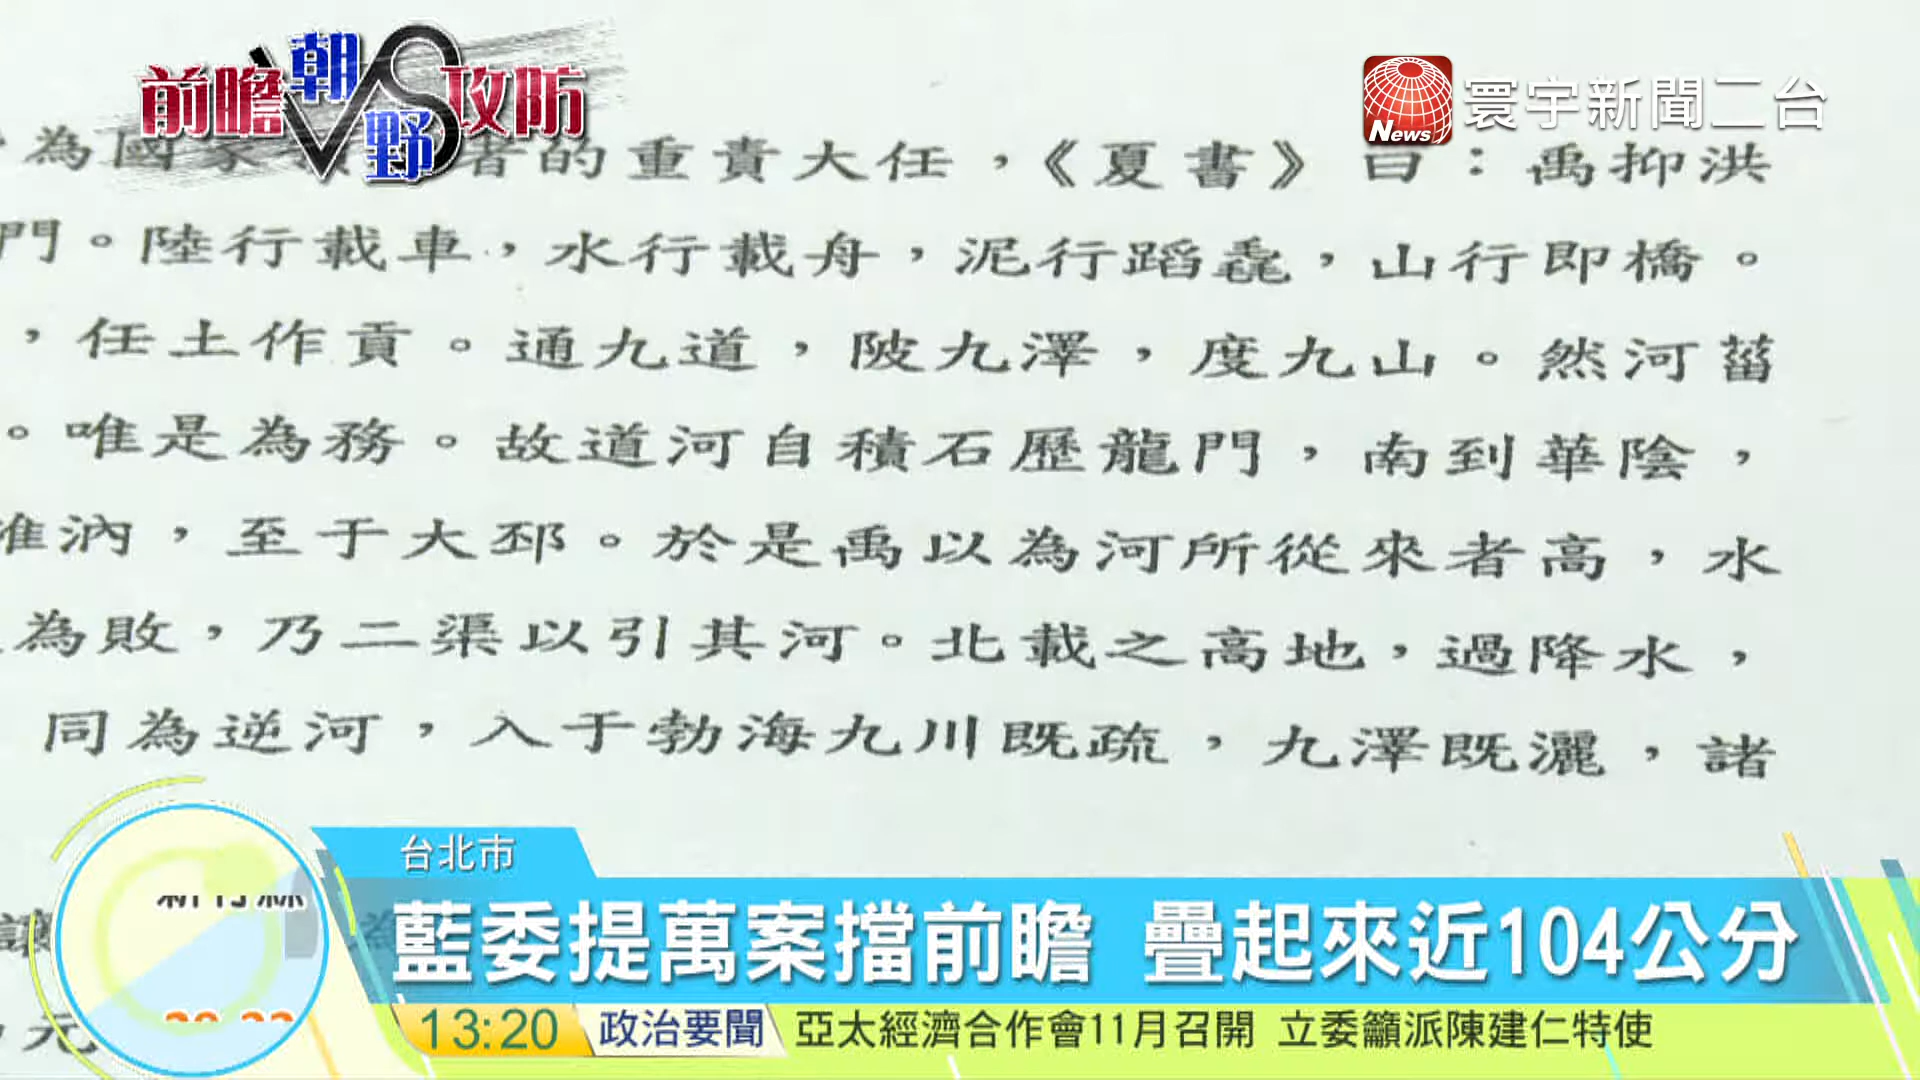 前瞻朝野VS攻防
News 寰宇新聞二台
為國家領 者的重責大任，《夏書》曰：禹抑洪
門。陸行載車，水行載舟，泥行蹈毳，山行即橋。
，任土作貢。通九道，陂九澤，度九山。然河菑
。唯是為務。故道河自積石歷龍門，南到華陰，
，至于大邳。於是禹以為河所從來者高，水
為敗，乃二渠以引其河。北載之高地，過降水，
同為逆河，入于勃海九川既疏，九澤既灑，諸
元
台北市
藍委提萬案擋前瞻 疊起來近104公分
13:20 政治要聞 亞太經濟合作會11月召開 立委籲派陳建仁特使